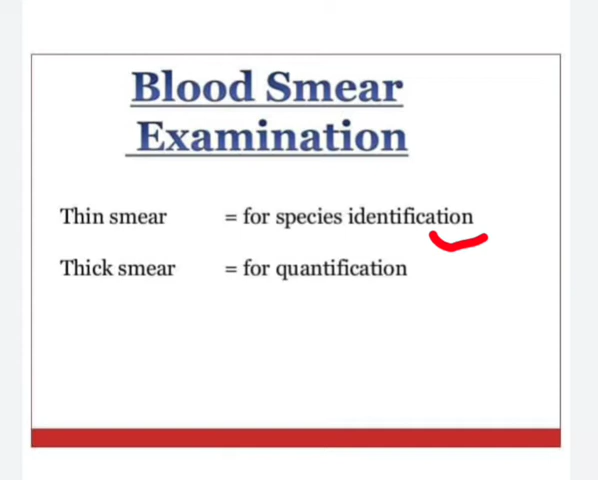 Blood Smear
Examination
Thin smear = for species identification
Thick smear = for quantification